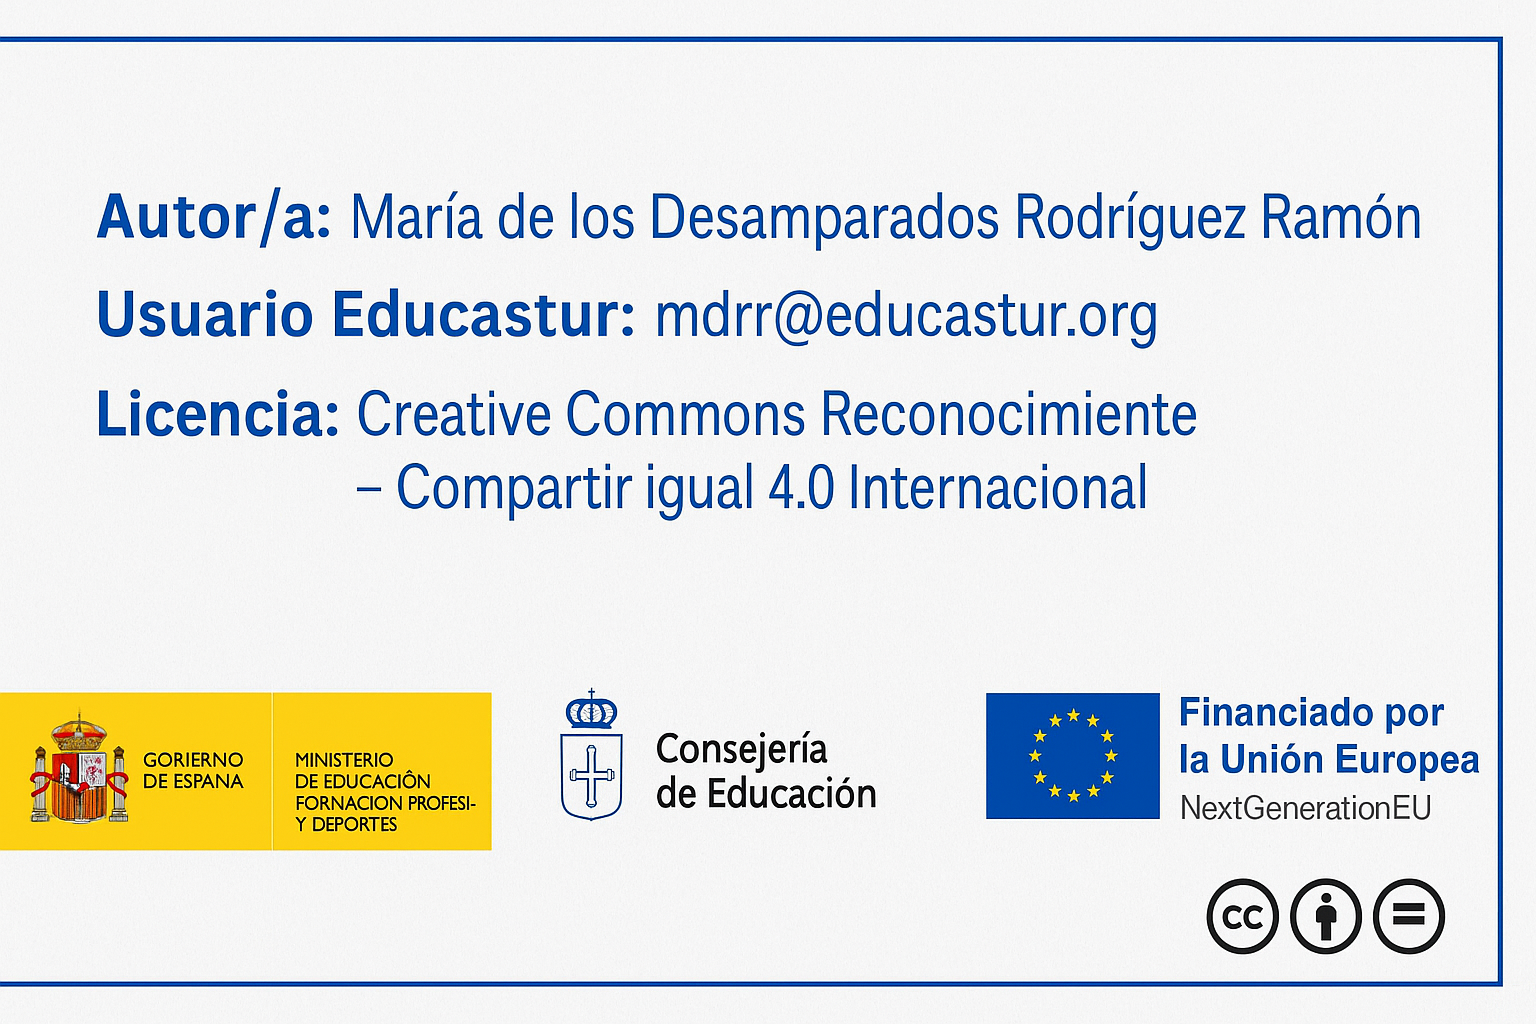 Autor/a: María de los Desamparados Rodríguez Ramón
Usuario Educastur: mdrr@educastur.org
Licencia: Creative Commons Reconocimiente
– Compartir igual 4.0 Internacional
GORIERNO
DE ESPANA
MINISTERIO
DE EDUCACIÔN
FORNACION PROFESI-
Y DEPORTES
Consejería
de Educación
Financiado por
la Unión Europea
NextGenerationEU
cc